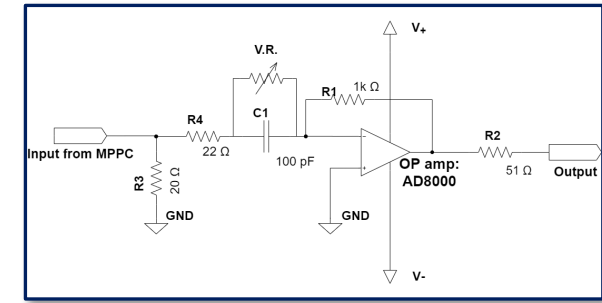 V+
V.R.
R1
1k Ω
C1
R4
R2
Input from MPPC
22 Ω
100 pF
OP amp:
AD8000
51 Ω
Output
R3
20 Ω
GND
GND
V-